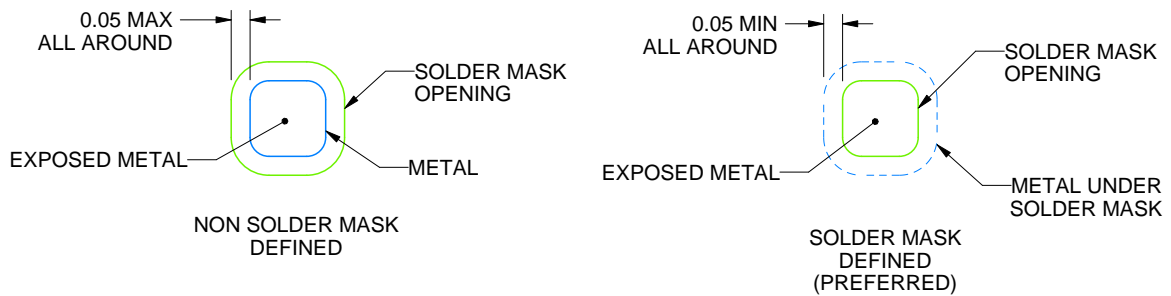 0.05 MAX
ALL AROUND
SOLDER MASK
OPENING
EXPOSED METAL
METAL
NON SOLDER MASK
DEFINED
0.05 MIN
ALL AROUND
SOLDER MASK
OPENING
EXPOSED METAL
METAL UNDER
SOLDER MASK
SOLDER MASK
DEFINED
(PREFERRED)